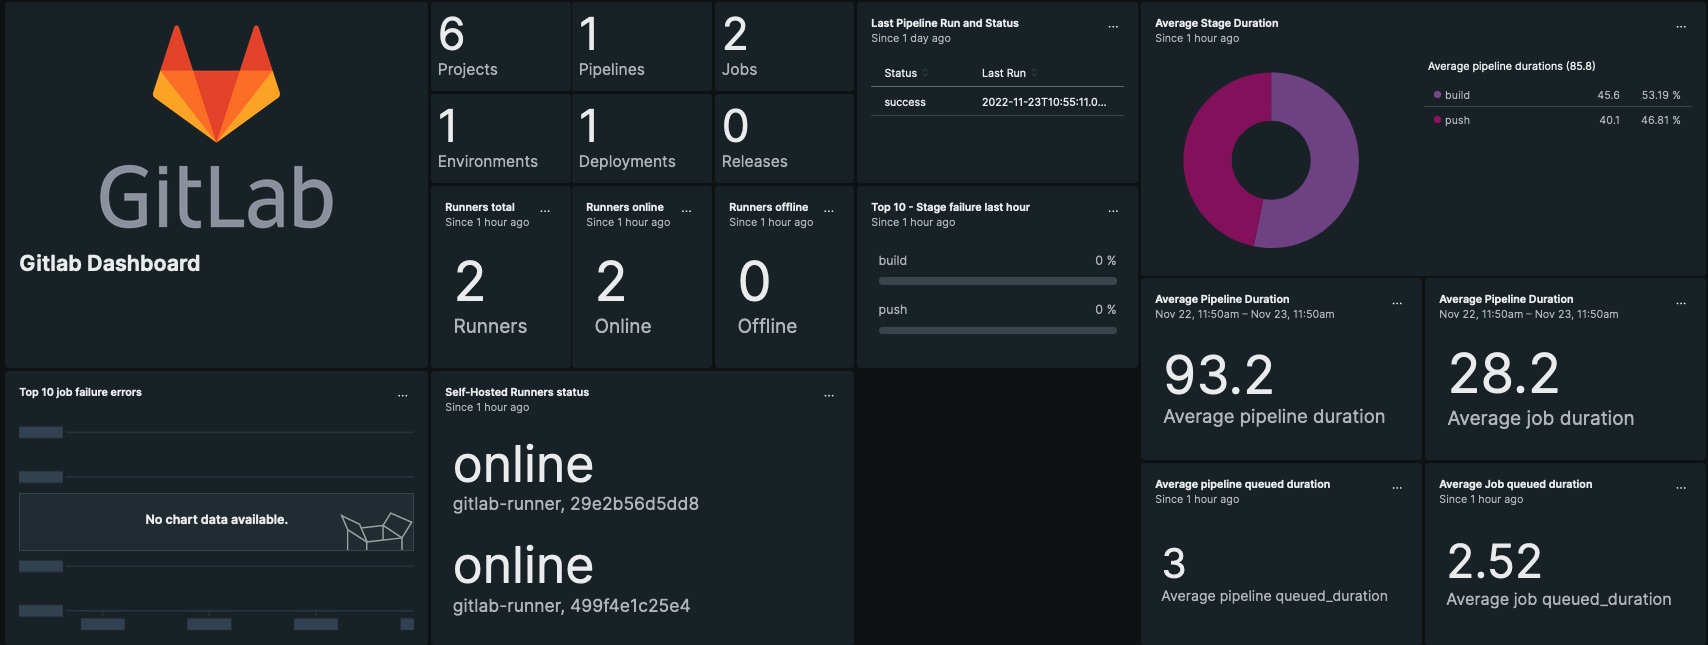 GitLab
Gitlab Dashboard
6
Projects
1
Pipelines
2
Jobs
1
Environments
1
Deployments
0
Releases
Runners total ...
Since 1 hour ago
2
Runners
Runners online ...
Since 1 hour ago
2
Online
Runners offline ...
Since 1 hour ago
0
Offline
Last Pipeline Run and Status ...
Since 1 day ago
Status Last Run
success 2022-11-23T10:55:11.0...
Top 10 - Stage failure last hour ...
Since 1 hour ago
build 0 %
push 0 %
Average Stage Duration ...
Since 1 hour ago
Average pipeline durations (85.8)
build 45.6 53.19 %
push 40.1 46.81 %
Average Pipeline Duration ...
Nov 22, 11:50am – Nov 23, 11:50am
93.2
Average pipeline duration
Average Pipeline Duration ...
Nov 22, 11:50am – Nov 23, 11:50am
28.2
Average job duration
Top 10 job failure errors ...
No chart data available.
Self-Hosted Runners status ...
Since 1 hour ago
online
gitlab-runner, 29e2b56d5dd8
online
gitlab-runner, 499f4e1c25e4
Average pipeline queued duration ...
Since 1 hour ago
3
Average pipeline queued_duration
Average Job queued duration ...
Since 1 hour ago
2.52
Average job queued_duration